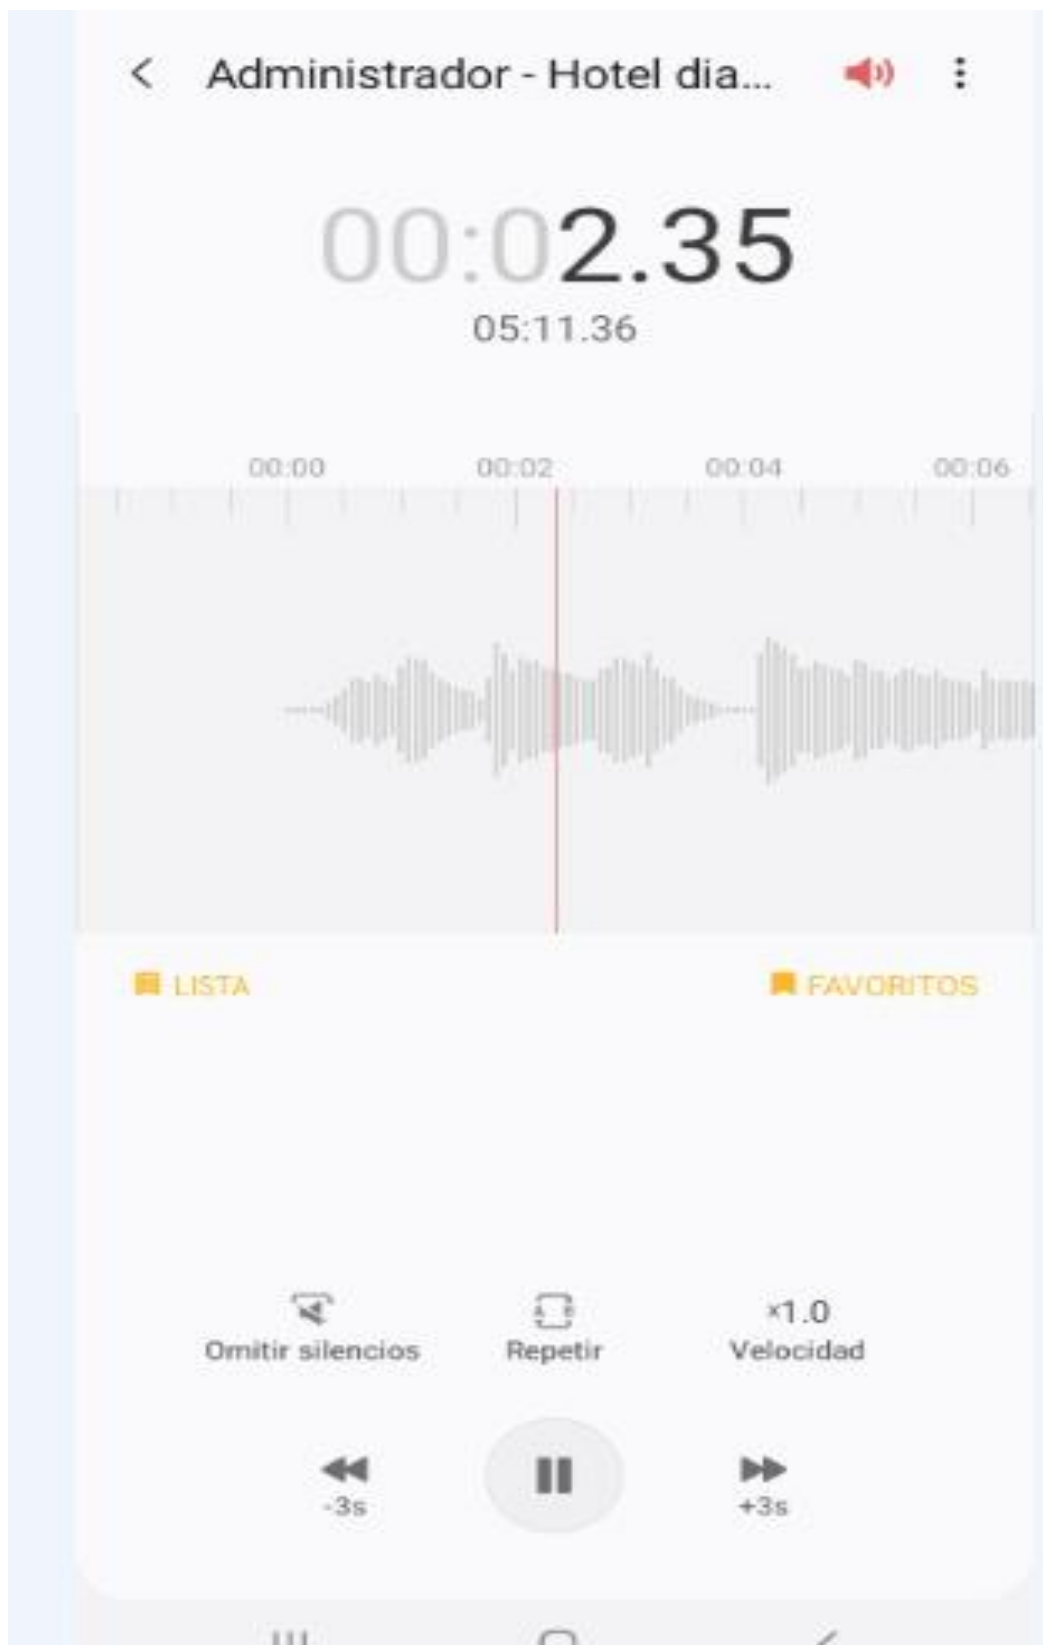 Administrador - Hotel dia...
00:02.35
05:11.36
00:00 00:02 00:04 00:06
LISTA FAVORITOS
A B ×1.0
Omitir silencios Repetir Velocidad
-3s +3s